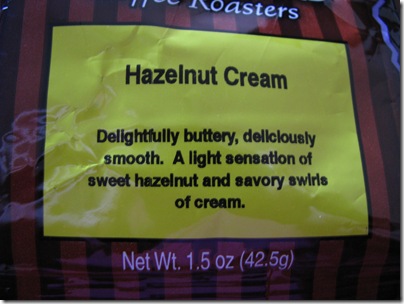 Roasters
Hazelnut Cream
Delightfully buttery, deliciously
smooth. A light sensation of
sweet hazelnut and savory swirls
of cream.
Net Wt. 1.5 oz (42.5g)